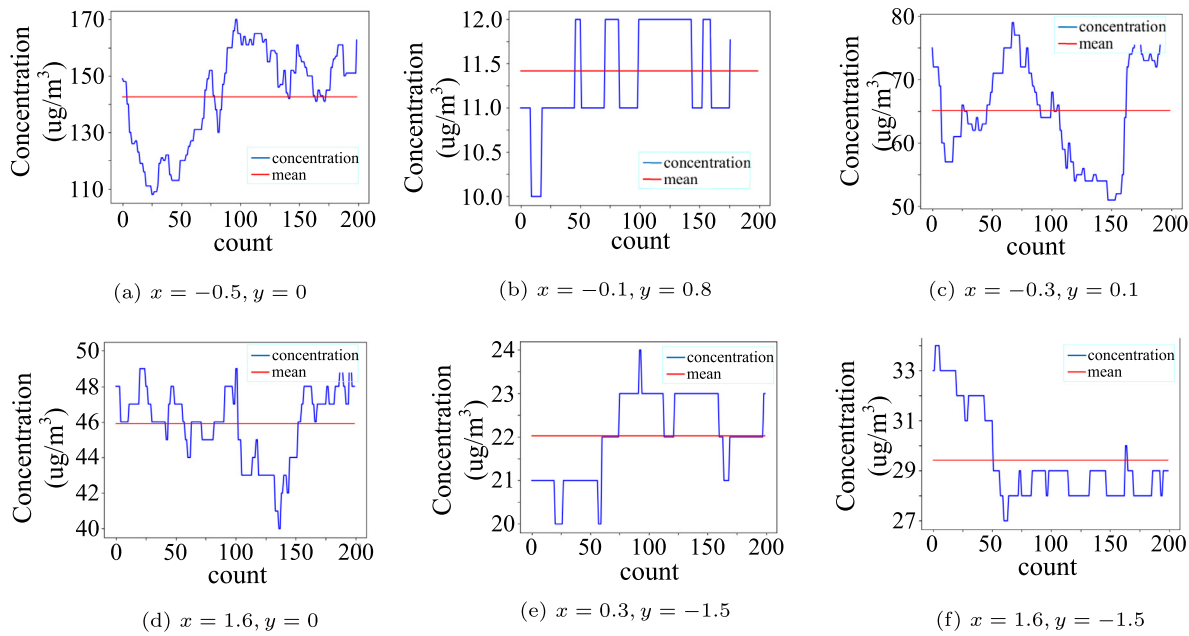 Concentration
(ug/m³)
170
150
130
110
concentration
mean
0
50
100
150
200
count
(a) x = −0.5, y = 0
Concentration
(ug/m³)
12.0
11.5
11.0
10.5
10.0
concentration
mean
0
50
100
150
200
count
(b) x = −0.1, y = 0.8
Concentration
(ug/m³)
80
70
60
50
concentration
mean
0
50
100
150
200
count
(c) x = −0.3, y = 0.1
Concentration
(ug/m³)
50
48
46
44
42
40
concentration
mean
0
50
100
150
200
count
(d) x = 1.6, y = 0
Concentration
(ug/m³)
24
23
22
21
20
concentration
mean
0
50
100
150
200
count
(e) x = 0.3, y = −1.5
Concentration
(ug/m³)
33
31
29
27
concentration
mean
0
50
100
150
200
count
(f) x = 1.6, y = −1.5